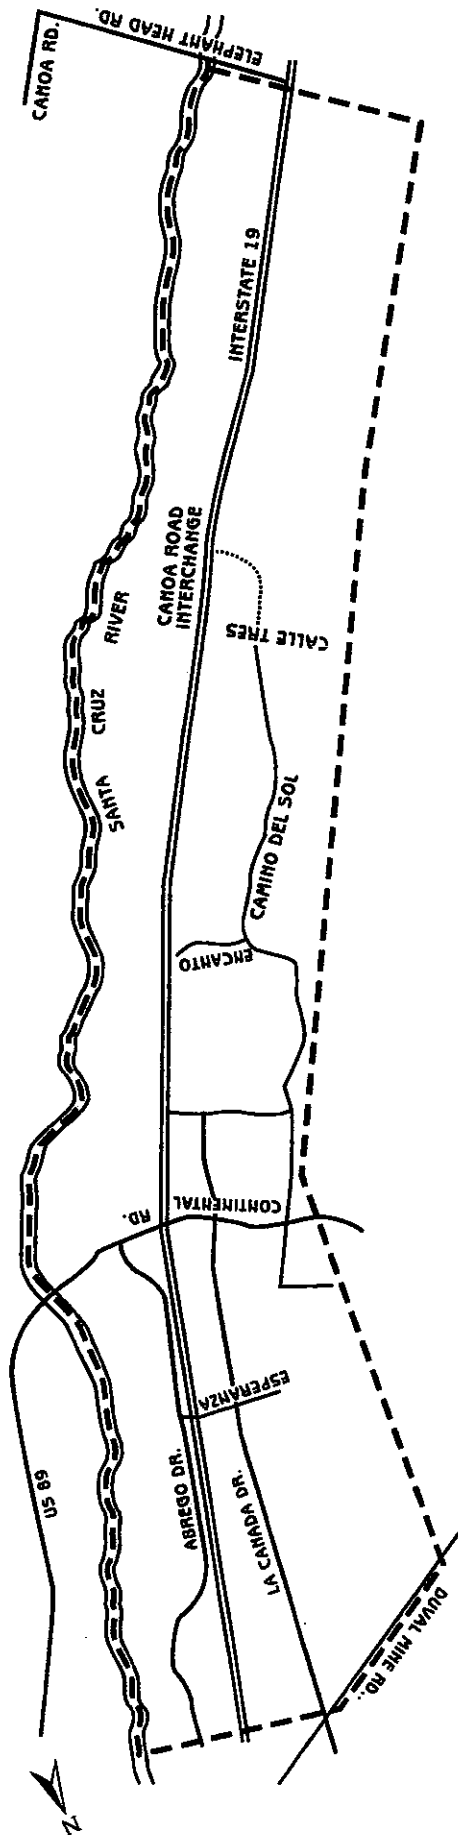 ELEPHANT HEAD RD.
CANOA RD.
INTERSTATE 19
CANOA ROAD
INTERCHANGE
RIVER
CALLE TRES
CRUZ
SANTA
CAMINO DEL SOL
ENCANTO
CONTINENTAL
RD.
ESPERANZA
US 89
ABREGO DR.
LA CANADA DR.
DUVAL MINE RD..
N